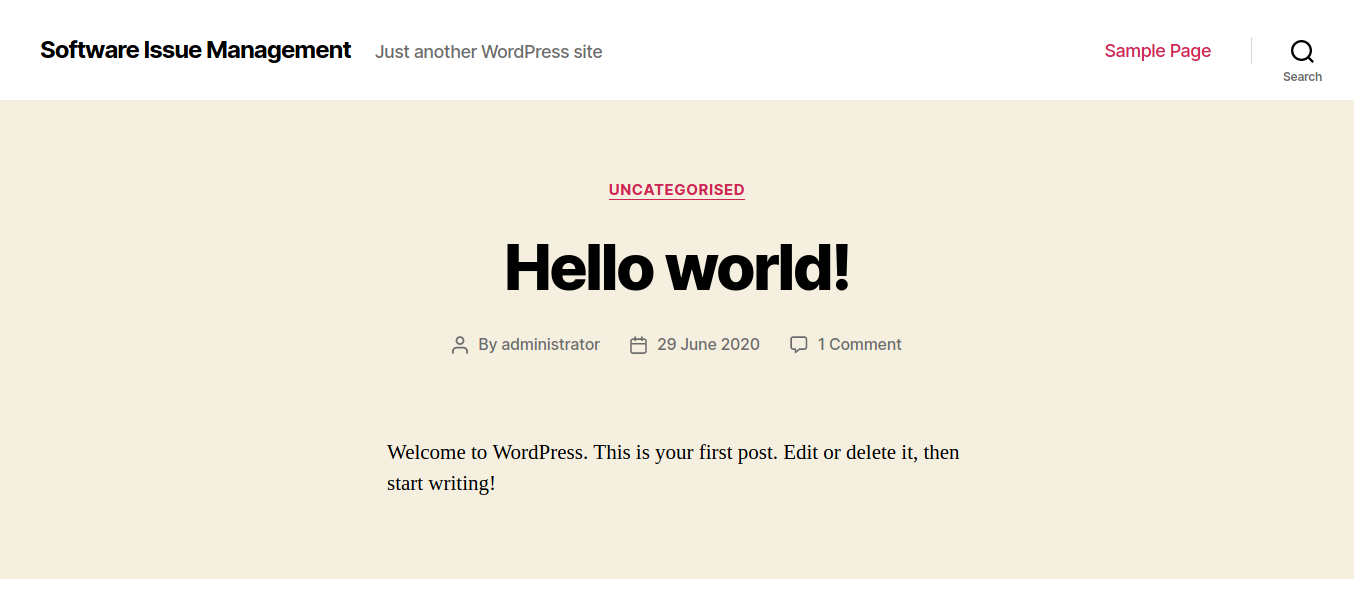 Software Issue Management Just another WordPress site Sample Page
Search
UNCATEGORISED
Hello world!
By administrator 29 June 2020 1 Comment
Welcome to WordPress. This is your first post. Edit or delete it, then
start writing!